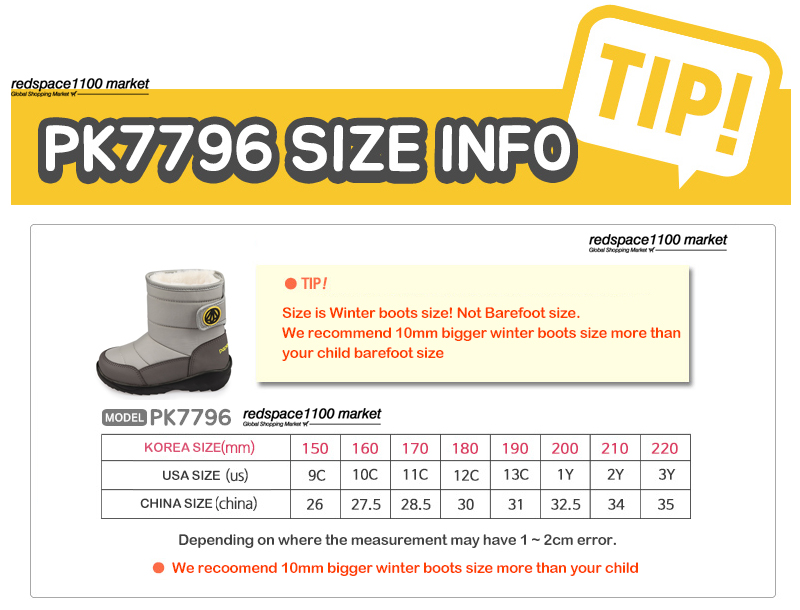 redspace1100 market
Global Shopping Market
TIP!
PK7796 SIZE INFO
redspace1100 market
Global Shopping Market
TIP!
Size is Winter boots size! Not Barefoot size.
We recommend 10mm bigger winter boots size more than
your child barefoot size
MODEL PK7796 redspace1100 market
Global Shopping Market
KOREA SIZE(mm) 150 160 170 180 190 200 210 220
USA SIZE (us) 9C 10C 11C 12C 13C 1Y 2Y 3Y
CHINA SIZE (china) 26 27.5 28.5 30 31 32.5 34 35
Depending on where the measurement may have 1 ~ 2cm error.
We recoomend 10mm bigger winter boots size more than your child